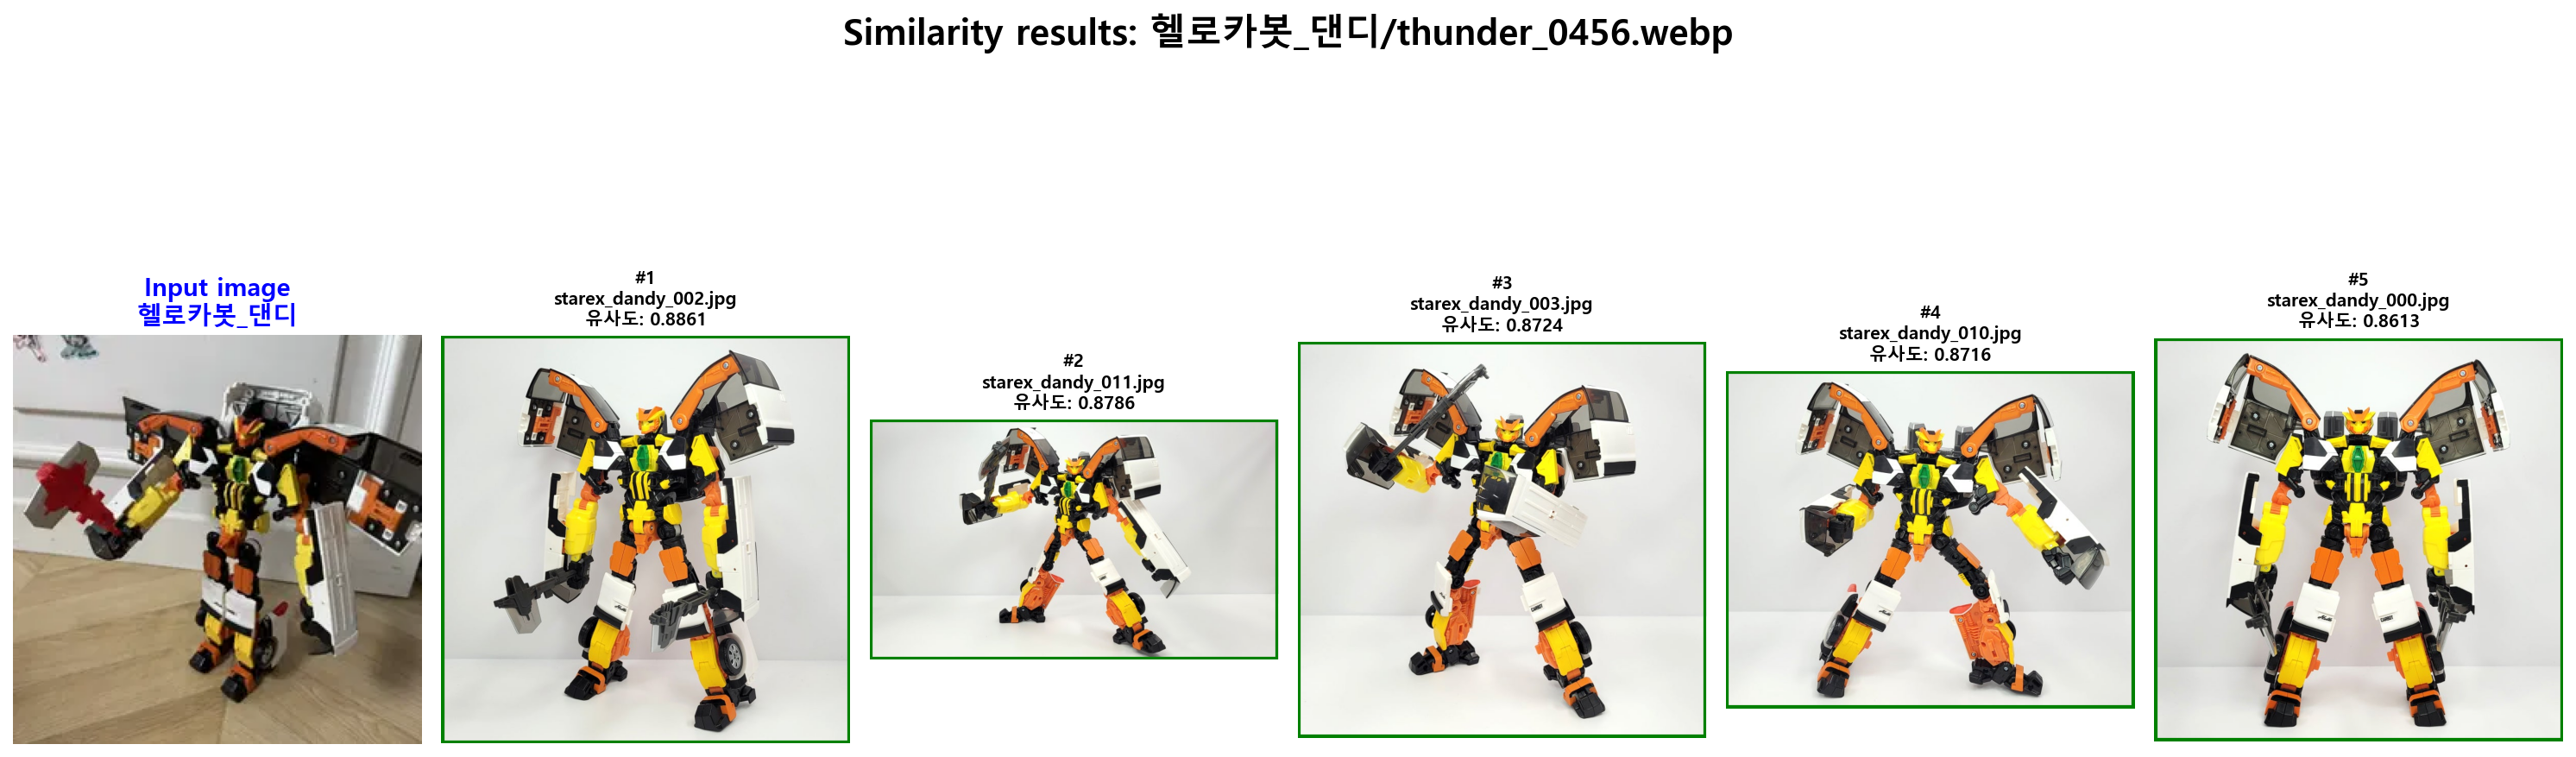 Similarity results: 헬로카봇_댄디/thunder_0456.webp
Input image
헬로카봇_댄디
#1
starex_dandy_002.jpg
유사도: 0.8861
#2
starex_dandy_011.jpg
유사도: 0.8786
#3
starex_dandy_003.jpg
유사도: 0.8724
#4
starex_dandy_010.jpg
유사도: 0.8716
#5
starex_dandy_000.jpg
유사도: 0.8613